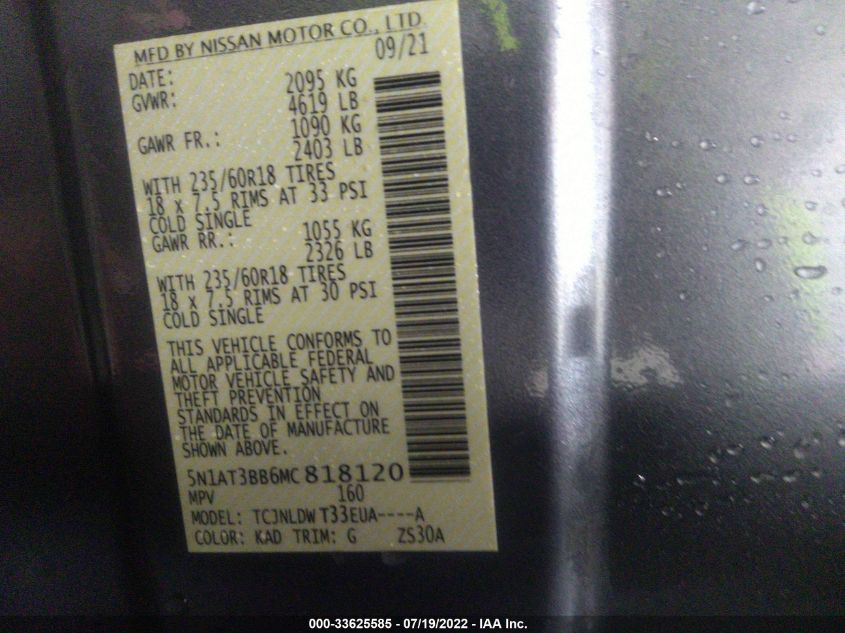 MFD BY NISSAN MOTOR CO., LTD.
DATE: 09/21
GVWR: 2095 KG
4619 LB
GAWR FR.: 1090 KG
2403 LB
WITH 235/60R18 TIRES
18 x 7.5 RIMS AT 33 PSI
COLD SINGLE
GAWR RR.: 1055 KG
2326 LB
WITH 235/60R18 TIRES
18 x 7.5 RIMS AT 30 PSI
COLD SINGLE
THIS VEHICLE CONFORMS TO
ALL APPLICABLE FEDERAL
MOTOR VEHICLE SAFETY AND
THEFT PREVENTION
STANDARDS IN EFFECT ON
THE DATE OF MANUFACTURE
SHOWN ABOVE.
5N1AT3BB6MC818120
MPV 160
MODEL: TCJNLDW T33EUA----A
COLOR: KAD TRIM: G ZS30A
000-33625585 - 07/19/2022 - IAA Inc.